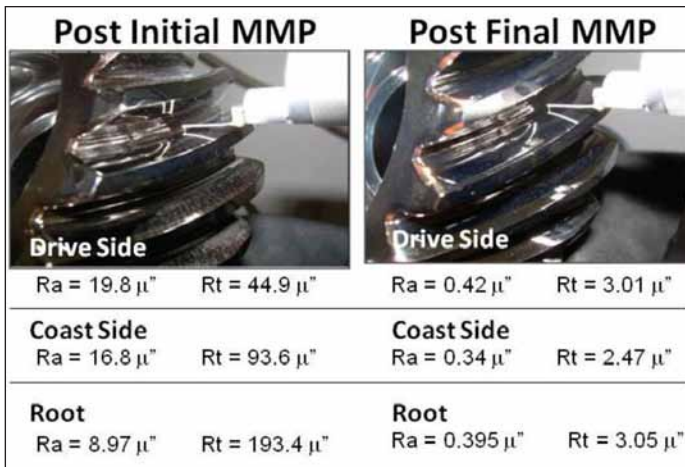 Post Initial MMP
Drive Side
Ra = 19.8 µ" Rt = 44.9 µ"
Coast Side
Ra = 16.8 µ" Rt = 93.6 µ"
Root
Ra = 8.97 µ" Rt = 193.4 µ"
Post Final MMP
Drive Side
Ra = 0.42 µ" Rt = 3.01 µ"
Coast Side
Ra = 0.34 µ" Rt = 2.47 µ"
Root
Ra = 0.395 µ" Rt = 3.05 µ"